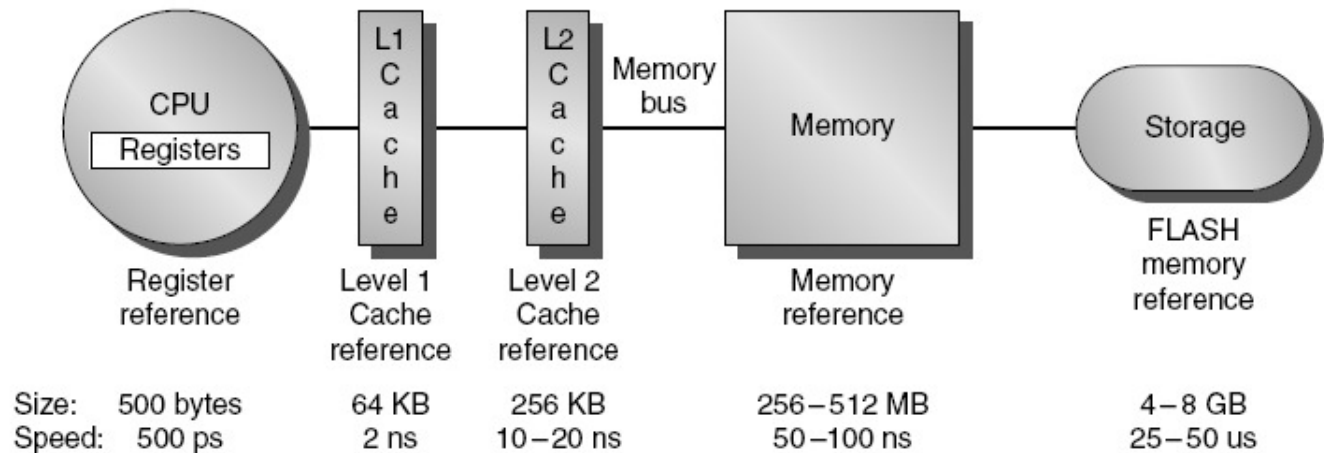 CPU
Registers
L1
C
a
c
h
e
L2
C
a
c
h
e
Memory
bus
Memory
Storage
Register
reference
Level 1
Cache
reference
Level 2
Cache
reference
Memory
reference
FLASH
memory
reference
Size: 500 bytes 64 KB 256 KB 256–512 MB 4–8 GB
Speed: 500 ps 2 ns 10–20 ns 50–100 ns 25–50 us